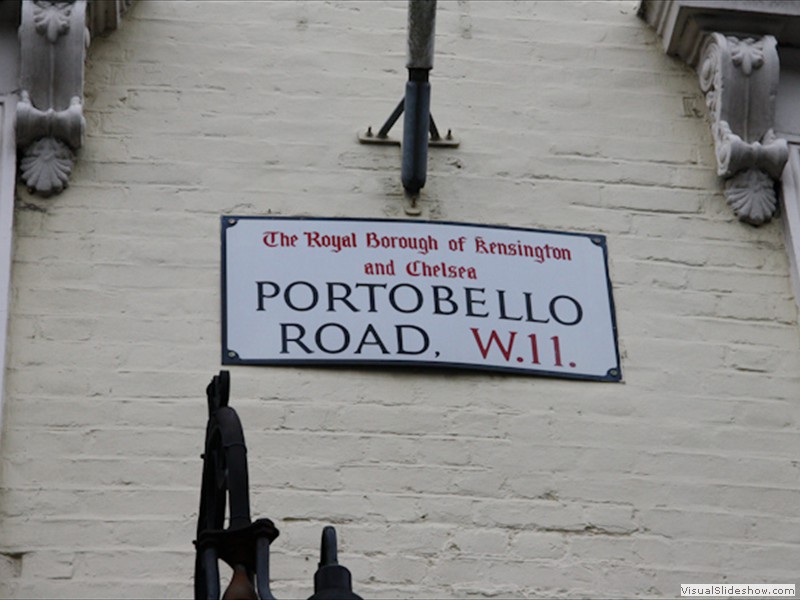 The Royal Borough of Kensington
and Chelsea
PORTOBELLO
ROAD, W.11.
VisualSlideshow.com